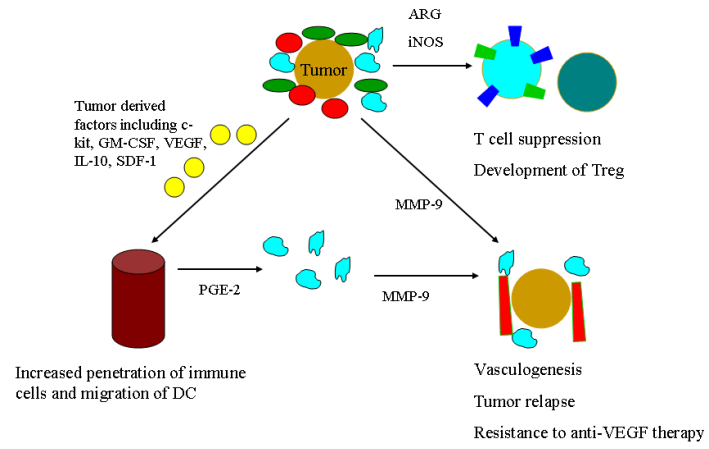 ARG
iNOS
Tumor
Tumor derived
factors including c-
kit, GM-CSF, VEGF,
IL-10, SDF-1
T cell suppression
Development of Treg
MMP-9
PGE-2
MMP-9
Increased penetration of immune
cells and migration of DC
Vasculogenesis
Tumor relapse
Resistance to anti-VEGF therapy